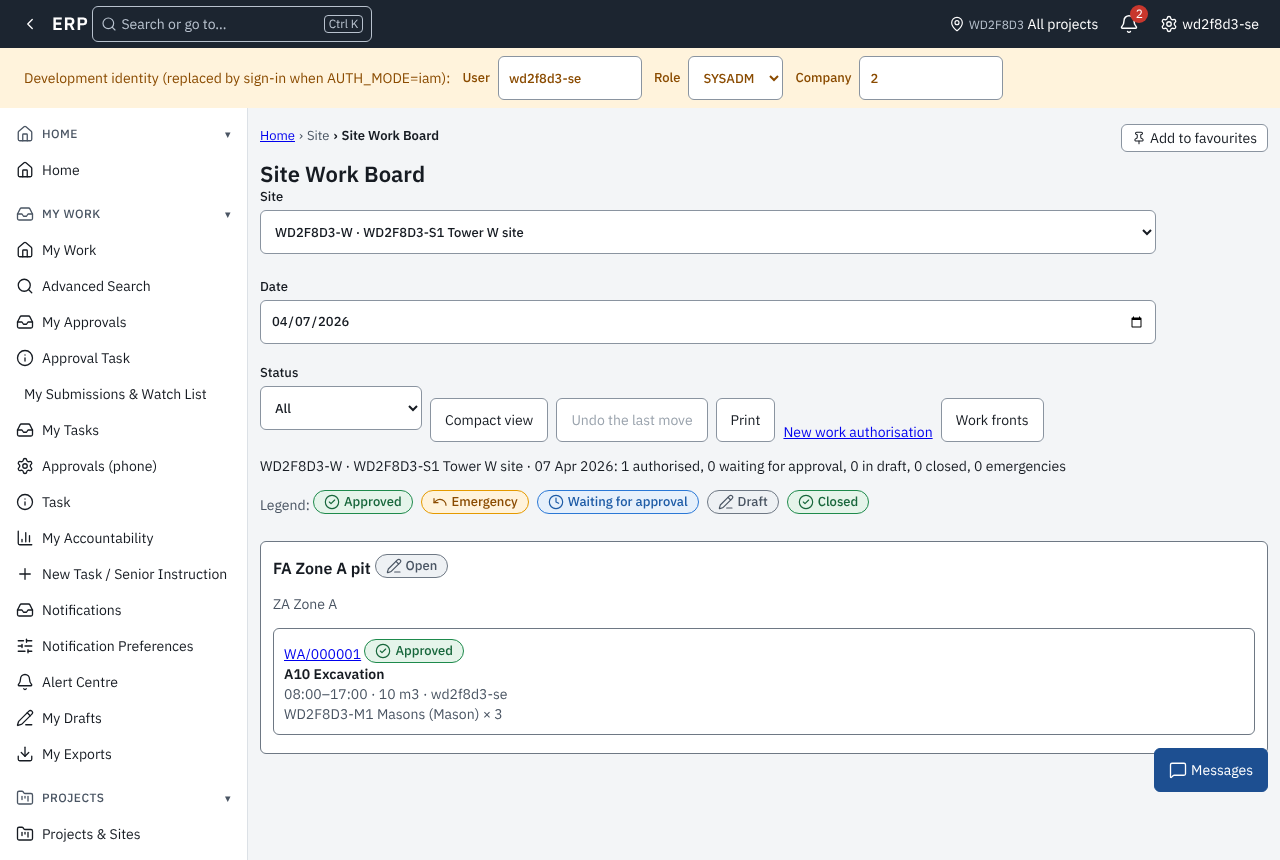 ERP
Search or go to…
Ctrl K
WD2F8D3 All projects
2
wd2f8d3-se
Development identity (replaced by sign-in when AUTH_MODE=iam):
User
wd2f8d3-se
Role
SYSADM
Company
2
HOME
Home
MY WORK
My Work
Advanced Search
My Approvals
Approval Task
My Submissions & Watch List
My Tasks
Approvals (phone)
Task
My Accountability
New Task / Senior Instruction
Notifications
Notification Preferences
Alert Centre
My Drafts
My Exports
PROJECTS
Projects & Sites
Home › Site › Site Work Board
Add to favourites
Site Work Board
Site
WD2F8D3-W · WD2F8D3-S1 Tower W site
Date
04/07/2026
Status
All
Compact view
Undo the last move
Print
New work authorisation
Work fronts
WD2F8D3-W · WD2F8D3-S1 Tower W site · 07 Apr 2026: 1 authorised, 0 waiting for approval, 0 in draft, 0 closed, 0 emergencies
Legend: Approved Emergency Waiting for approval Draft Closed
FA Zone A pit Open
ZA Zone A
WA/000001 Approved
A10 Excavation
08:00–17:00 · 10 m3 · wd2f8d3-se
WD2F8D3-M1 Masons (Mason) × 3
Messages